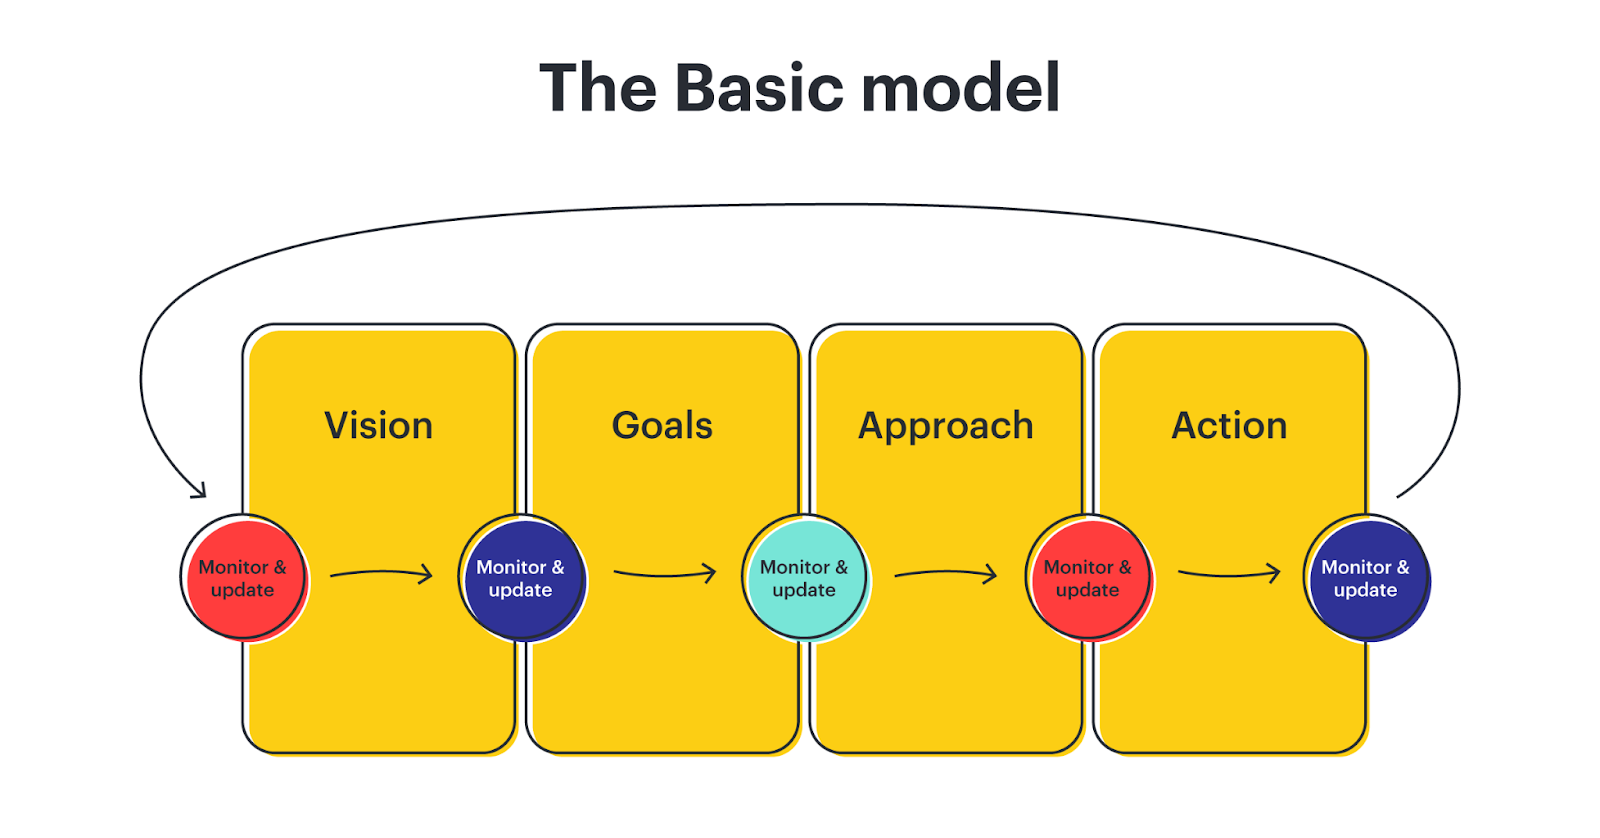 The Basic model
Vision
Goals
Approach
Action
Monitor &
update
Monitor &
update
Monitor &
update
Monitor &
update
Monitor &
update